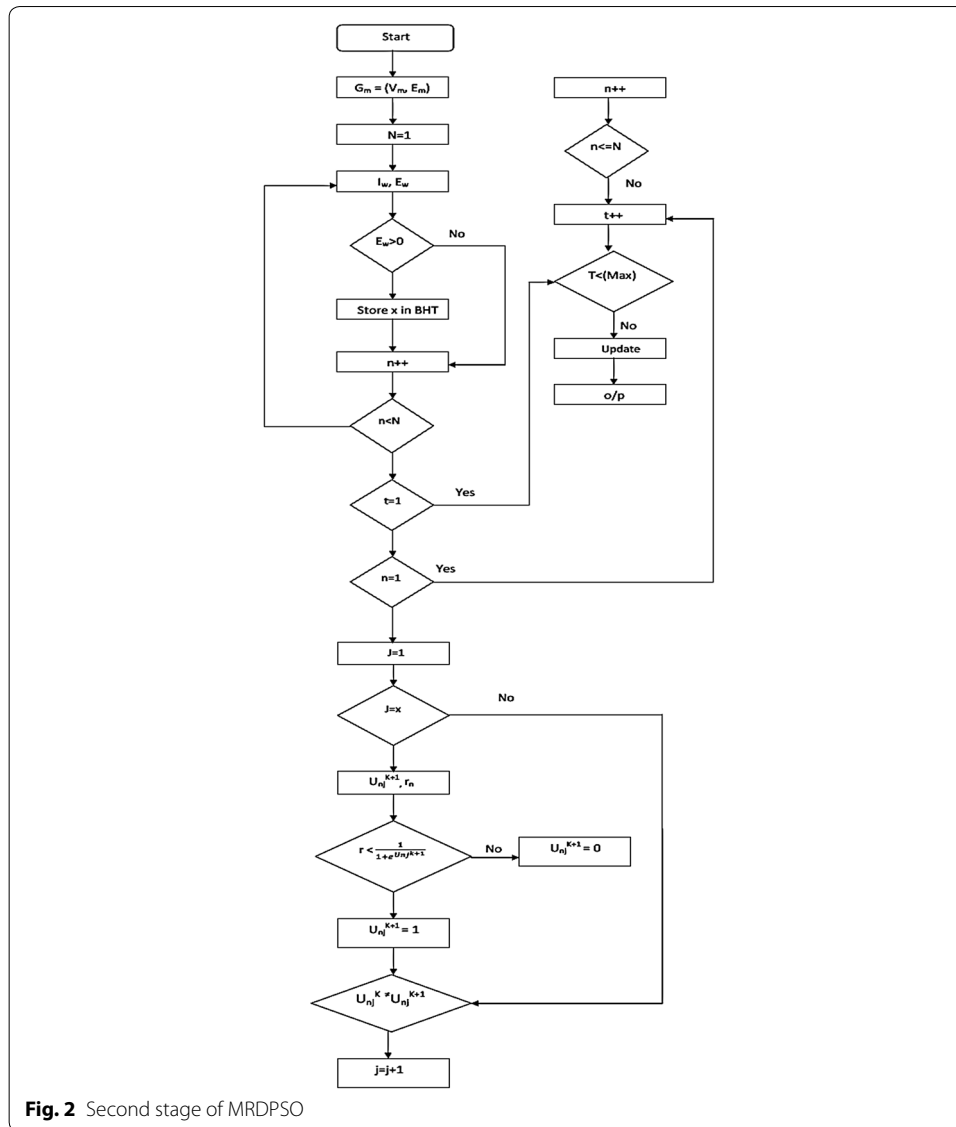 Start
G_m = (V_m, E_m)
N=1
I_w, E_w
E_w>0
No
Store x in BHT
n++
n<N
t=1
Yes
n=1
Yes
J=1
J=x
No
U_nj^K+1, r_n
r < 1/(1+e^Unj^k+1)
No
U_nj^K+1 = 0
U_nj^K+1 = 1
U_nj^K ≠ U_nj^K+1
j=j+1
n++
n<=N
No
t++
T<(Max)
No
Update
o/p
Fig. 2 Second stage of MRDPSO